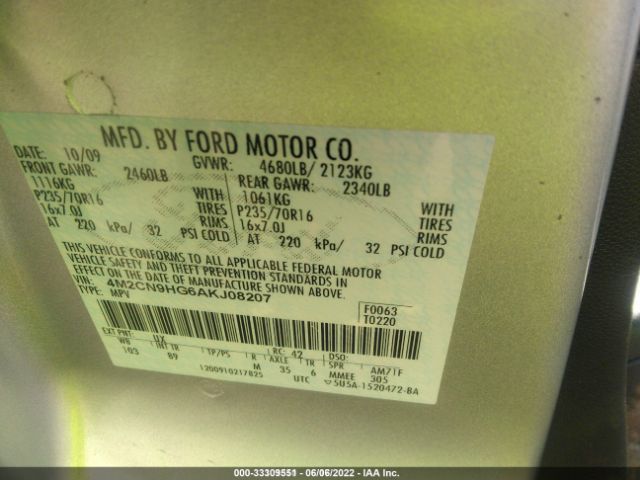 MFD. BY FORD MOTOR CO.
DATE: 10/09 GVWR: 4680LB/ 2123KG
FRONT GAWR: 2460LB REAR GAWR: 2340LB
1116KG WITH 1061KG WITH
P235/70R16 TIRES P235/70R16 TIRES
16x7.0J RIMS 16x7.0J RIMS
AT 220 kPa/ 32 PSI COLD AT 220 kPa/ 32 PSI COLD
THIS VEHICLE CONFORMS TO ALL APPLICABLE FEDERAL MOTOR
VEHICLE SAFETY AND THEFT PREVENTION STANDARDS IN
EFFECT ON THE DATE OF MANUFACTURE SHOWN ABOVE.
VIN: 4M2CN9HG6AKJ08207 F0063
TYPE: MPV T0220
EXT PNT: UX RC: 42 DSO:
WB INT TR TP/PS R AXLE TR SPR AM71F
103 89 M 35 6 MMEE 305
1200910217825 UTC 5U5A-1520472-BA
000-33309551 - 06/06/2022 - IAA Inc.